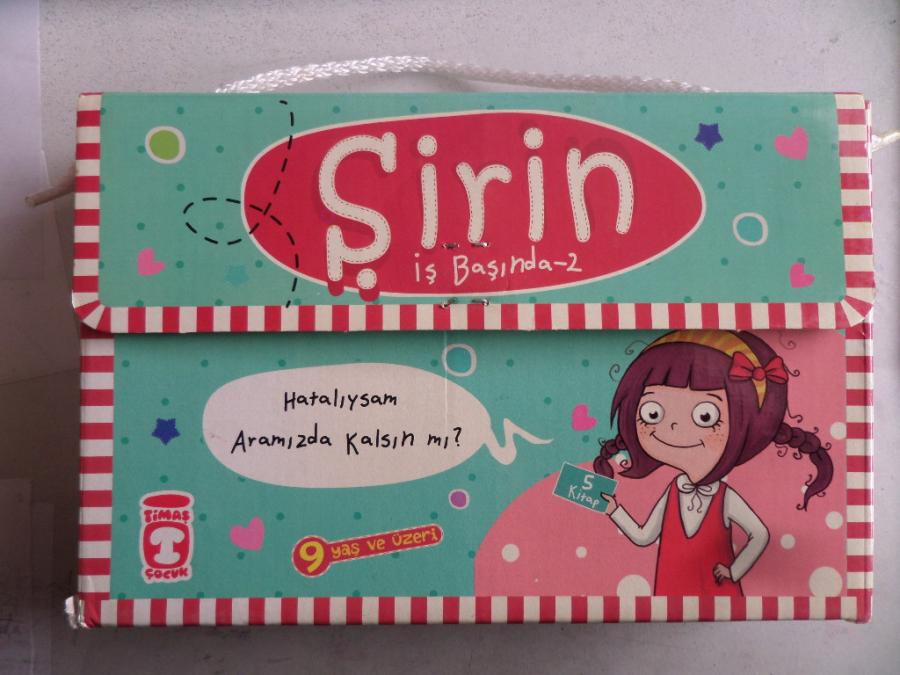 Şirin
iş Başında-2
Hatalıysam
Aramızda Kalsın mı?
5
Kitap
TİMAŞ
ÇOCUK
9 yaş ve üzeri